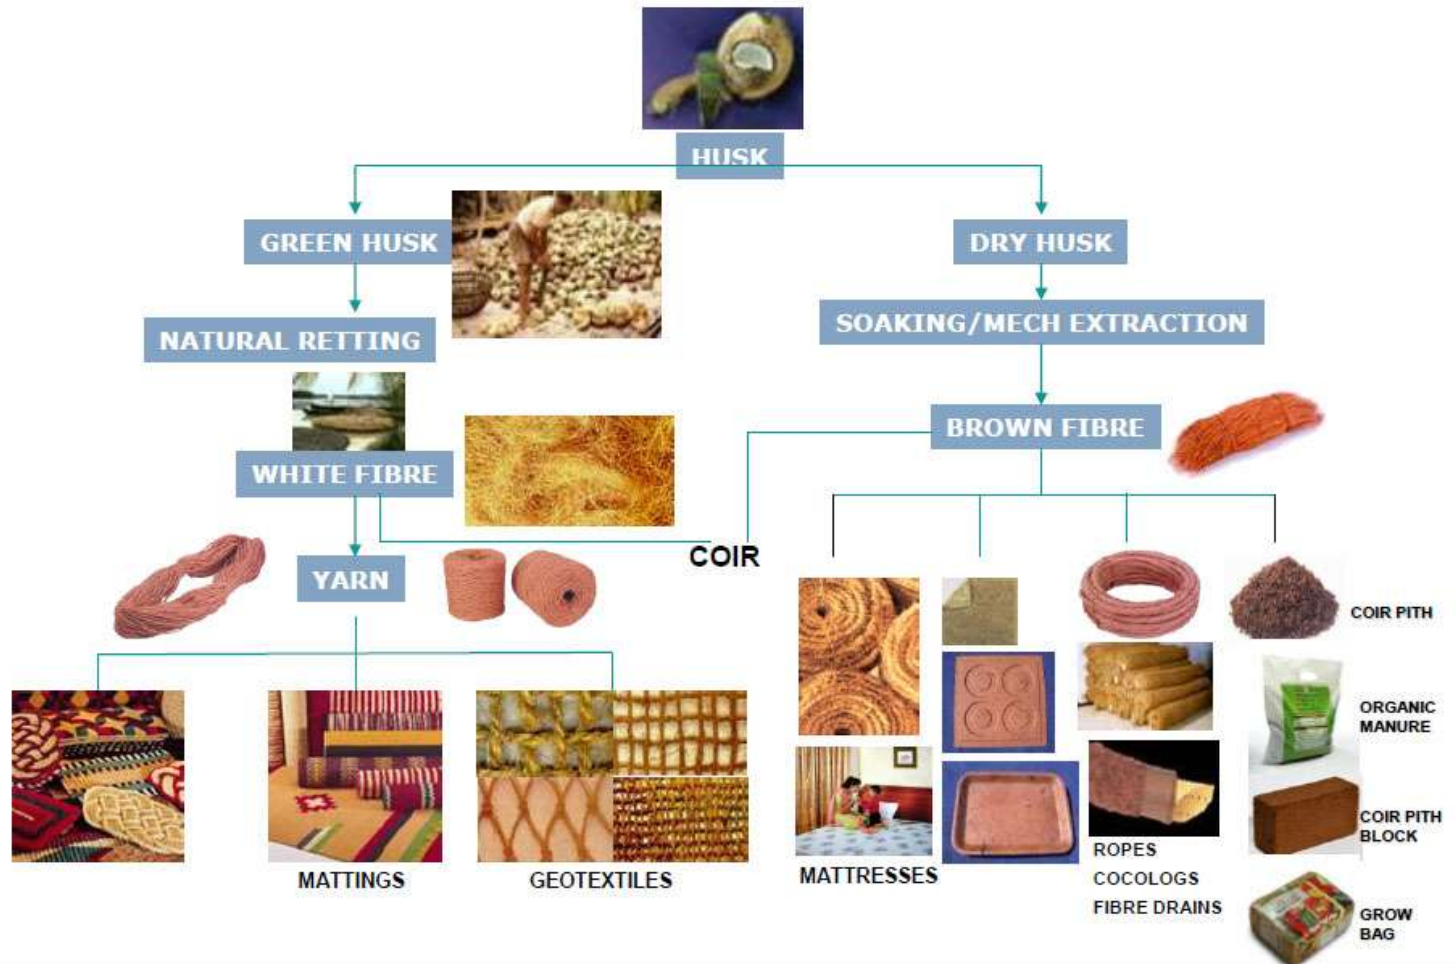 HUSK
GREEN HUSK
DRY HUSK
NATURAL RETTING
SOAKING/MECH EXTRACTION
BROWN FIBRE
WHITE FIBRE
COIR
YARN
COIR PITH
ORGANIC
MANURE
COIR PITH
BLOCK
MATTINGS
GEOTEXTILES
MATTRESSES
ROPES
COCOLOGS
FIBRE DRAINS
GROW
BAG